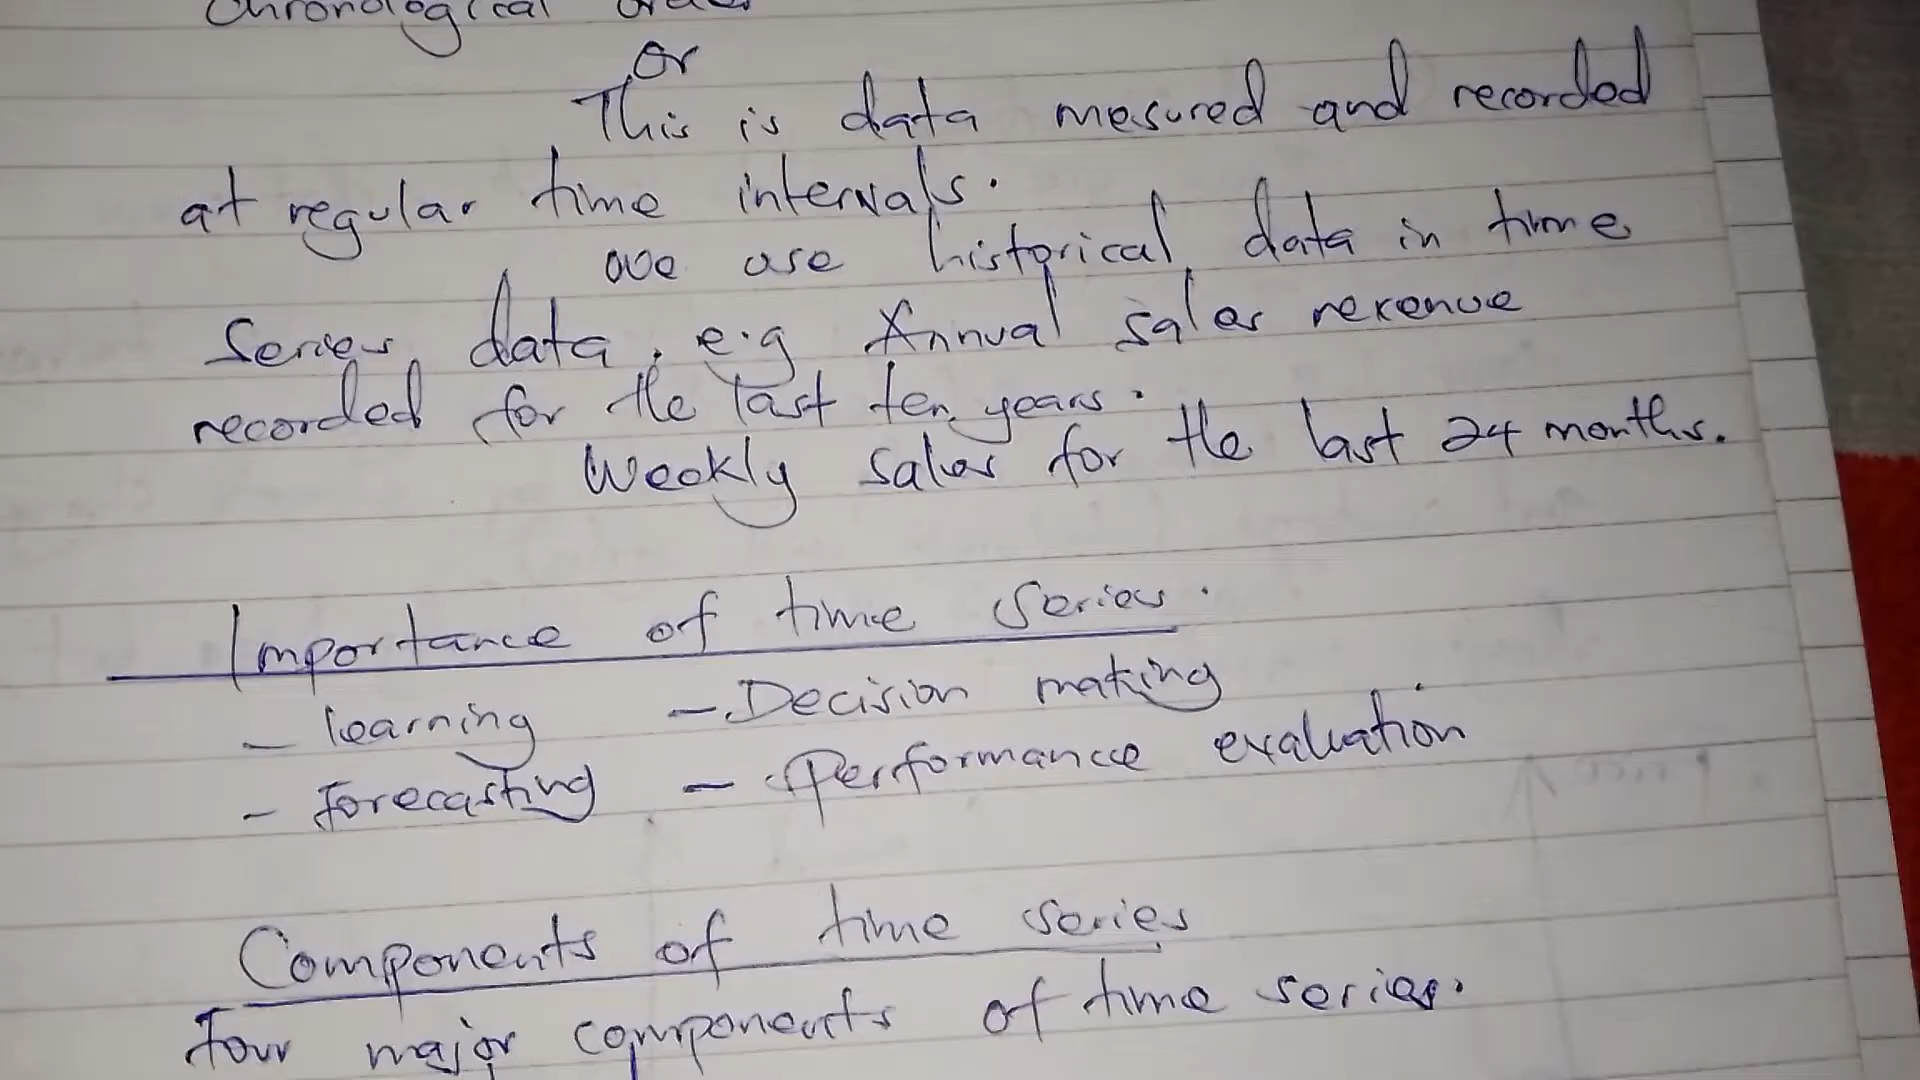 Chronological order
Or
This is data mesured and recorded
at regular time intervals.
we use historical data in time
Series data, e.g Annual sales revenue
recorded for the last ten years.
Weekly sales for the last 24 months.
Importance of time series.
- learning - Decision making
- Forecasting - Performance evaluation
Components of time series
Four major components of time series.